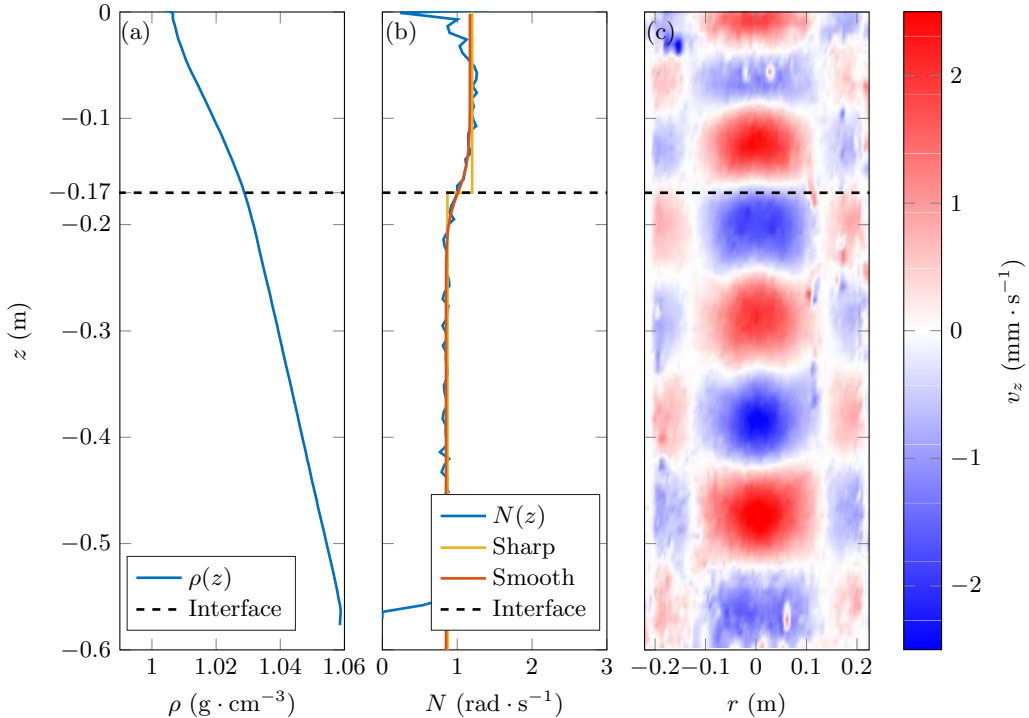 (a)
(b)
(c)
0
−0.1
−0.17
−0.2
−0.3
−0.4
−0.5
−0.6
z (m)
ρ(z)
Interface
1 1.02 1.04 1.06
ρ (g · cm⁻³)
N(z)
Sharp
Smooth
Interface
0 1 2 3
N (rad · s⁻¹)
−0.2 −0.1 0 0.1 0.2
r (m)
2
1
0
−1
−2
v_z (mm · s⁻¹)